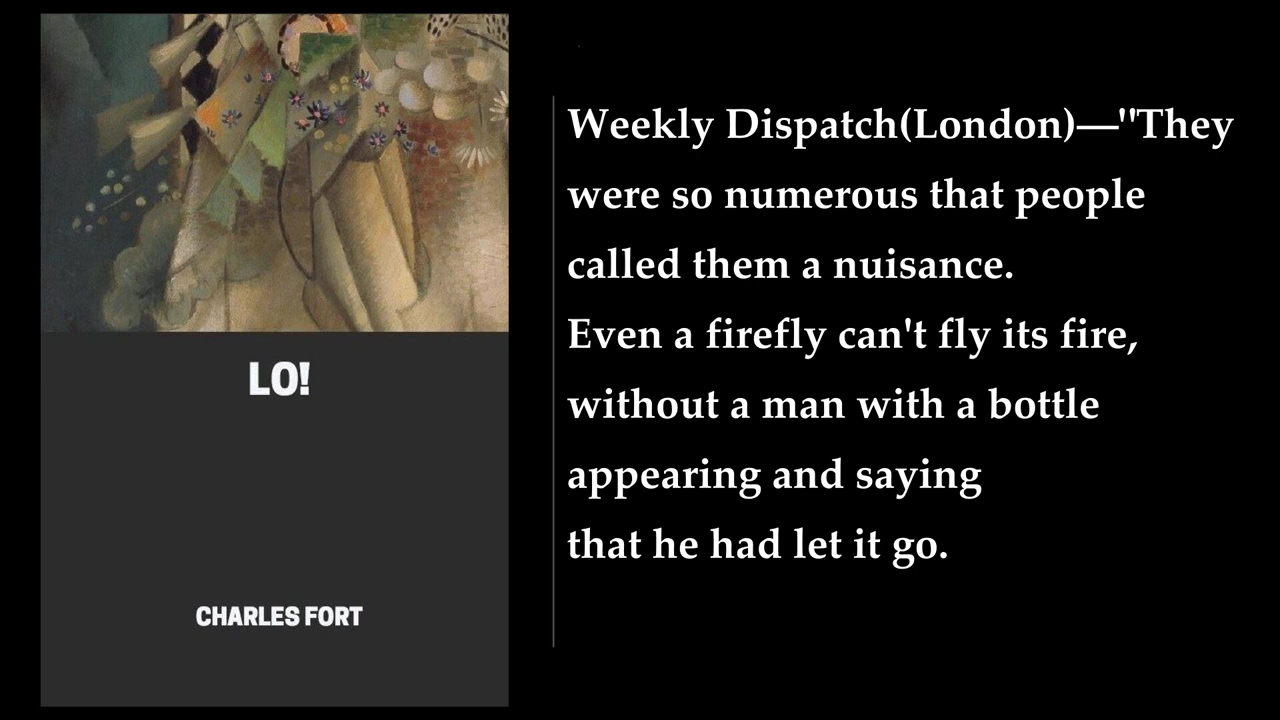 LO!
CHARLES FORT
Weekly Dispatch(London)—"They
were so numerous that people
called them a nuisance.
Even a firefly can't fly its fire,
without a man with a bottle
appearing and saying
that he had let it go.